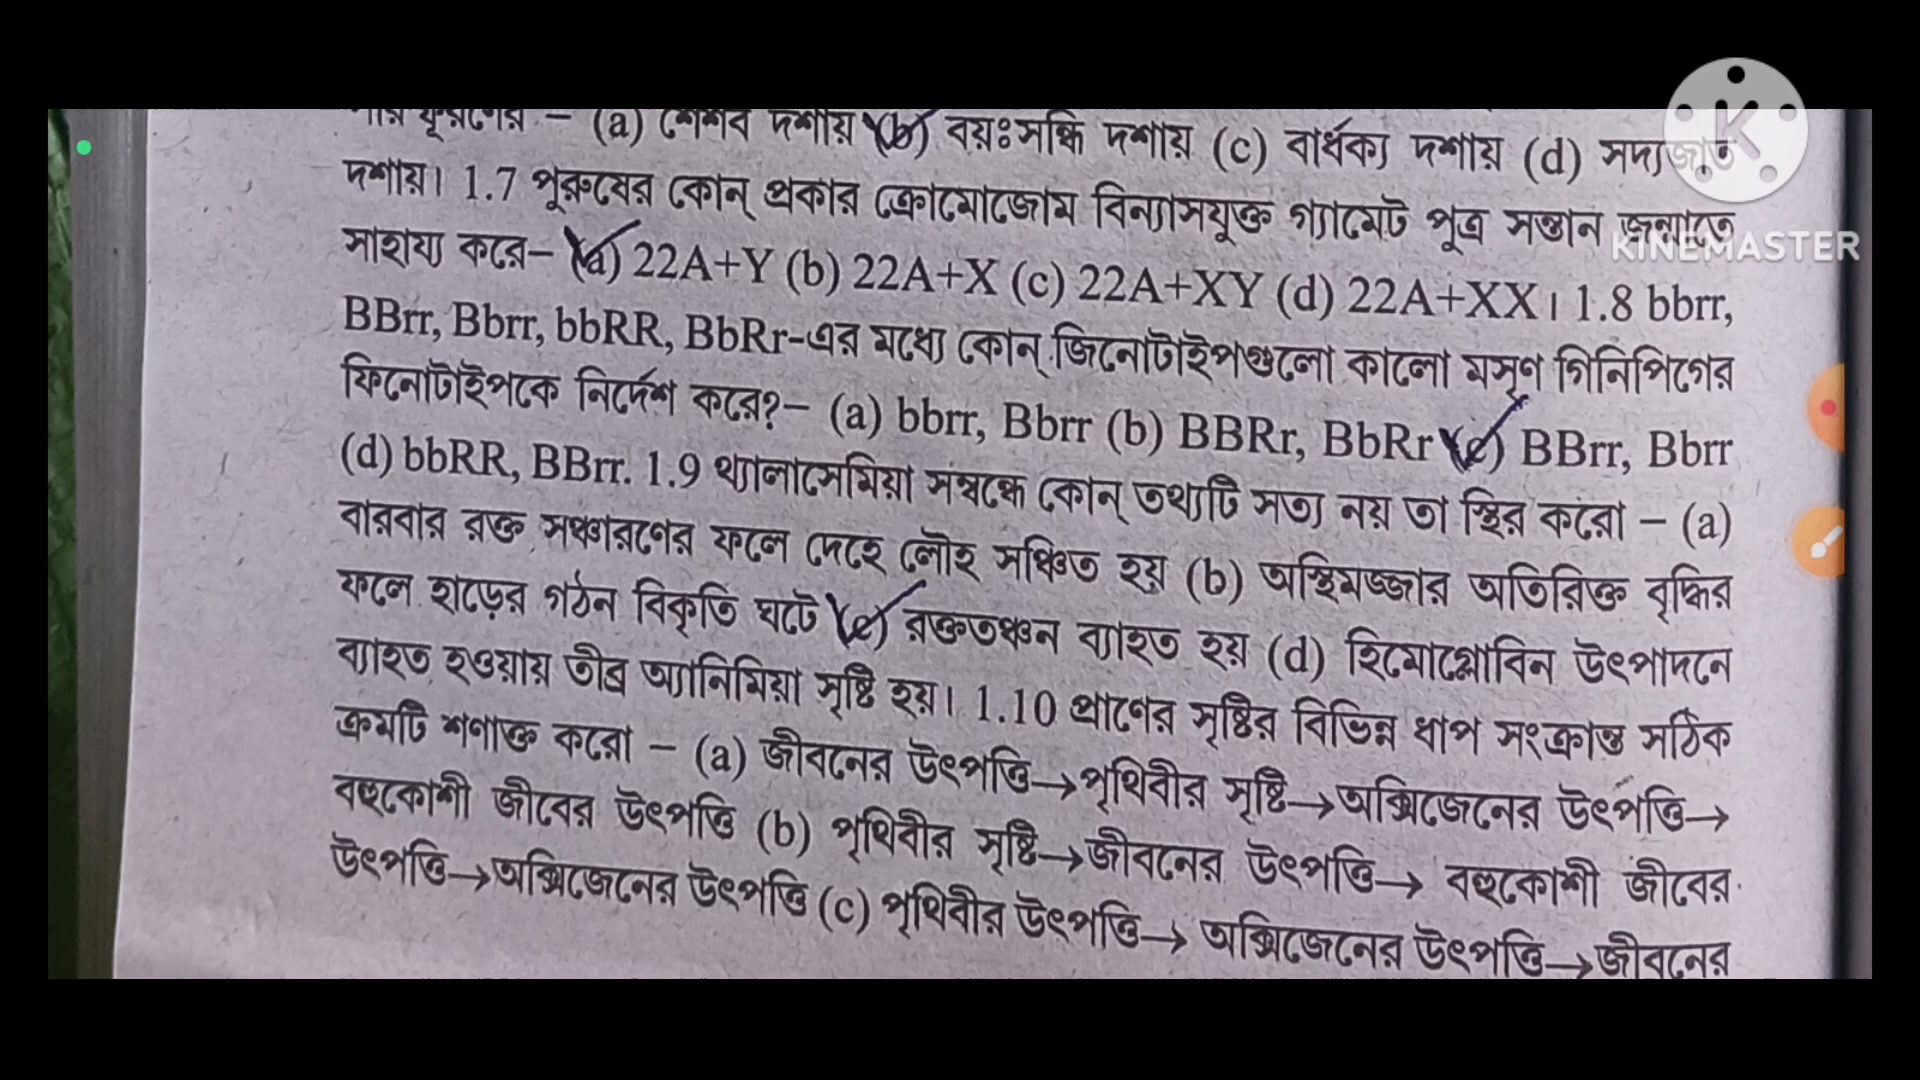 (a) শৈশব দশায় (b) বয়ঃসন্ধি দশায় (c) বার্ধক্য দশায় (d) সদ্যজাত
দশায়। 1.7 পুরুষের কোন্ প্রকার ক্রোমোজোম বিন্যাসযুক্ত গ্যামেট পুত্র সন্তান জন্মাতে
সাহায্য করে– (a) 22A+Y (b) 22A+X (c) 22A+XY (d) 22A+XX। 1.8 bbrr,
BBrr, Bbrr, bbRR, BbRr-এর মধ্যে কোন্ জিনোটাইপগুলো কালো মসৃণ গিনিপিগের
ফিনোটাইপকে নির্দেশ করে?– (a) bbrr, Bbrr (b) BBRr, BbRr (c) BBrr, Bbrr
(d) bbRR, BBrr. 1.9 থ্যালাসেমিয়া সম্বন্ধে কোন্ তথ্যটি সত্য নয় তা স্থির করো – (a)
বারবার রক্ত সঞ্চারণের ফলে দেহে লৌহ সঞ্চিত হয় (b) অস্থিমজ্জার অতিরিক্ত বৃদ্ধির
ফলে হাড়ের গঠন বিকৃতি ঘটে (c) রক্ততঞ্চন ব্যাহত হয় (d) হিমোগ্লোবিন উৎপাদনে
ব্যাহত হওয়ায় তীব্র অ্যানিমিয়া সৃষ্টি হয়। 1.10 প্রাণের সৃষ্টির বিভিন্ন ধাপ সংক্রান্ত সঠিক
ক্রমটি শণাক্ত করো – (a) জীবনের উৎপত্তি→পৃথিবীর সৃষ্টি→অক্সিজেনের উৎপত্তি→
বহুকোশী জীবের উৎপত্তি (b) পৃথিবীর সৃষ্টি→জীবনের উৎপত্তি→ বহুকোশী জীবের
উৎপত্তি→অক্সিজেনের উৎপত্তি (c) পৃথিবীর উৎপত্তি→ অক্সিজেনের উৎপত্তি→জীবনের
KINEMASTER